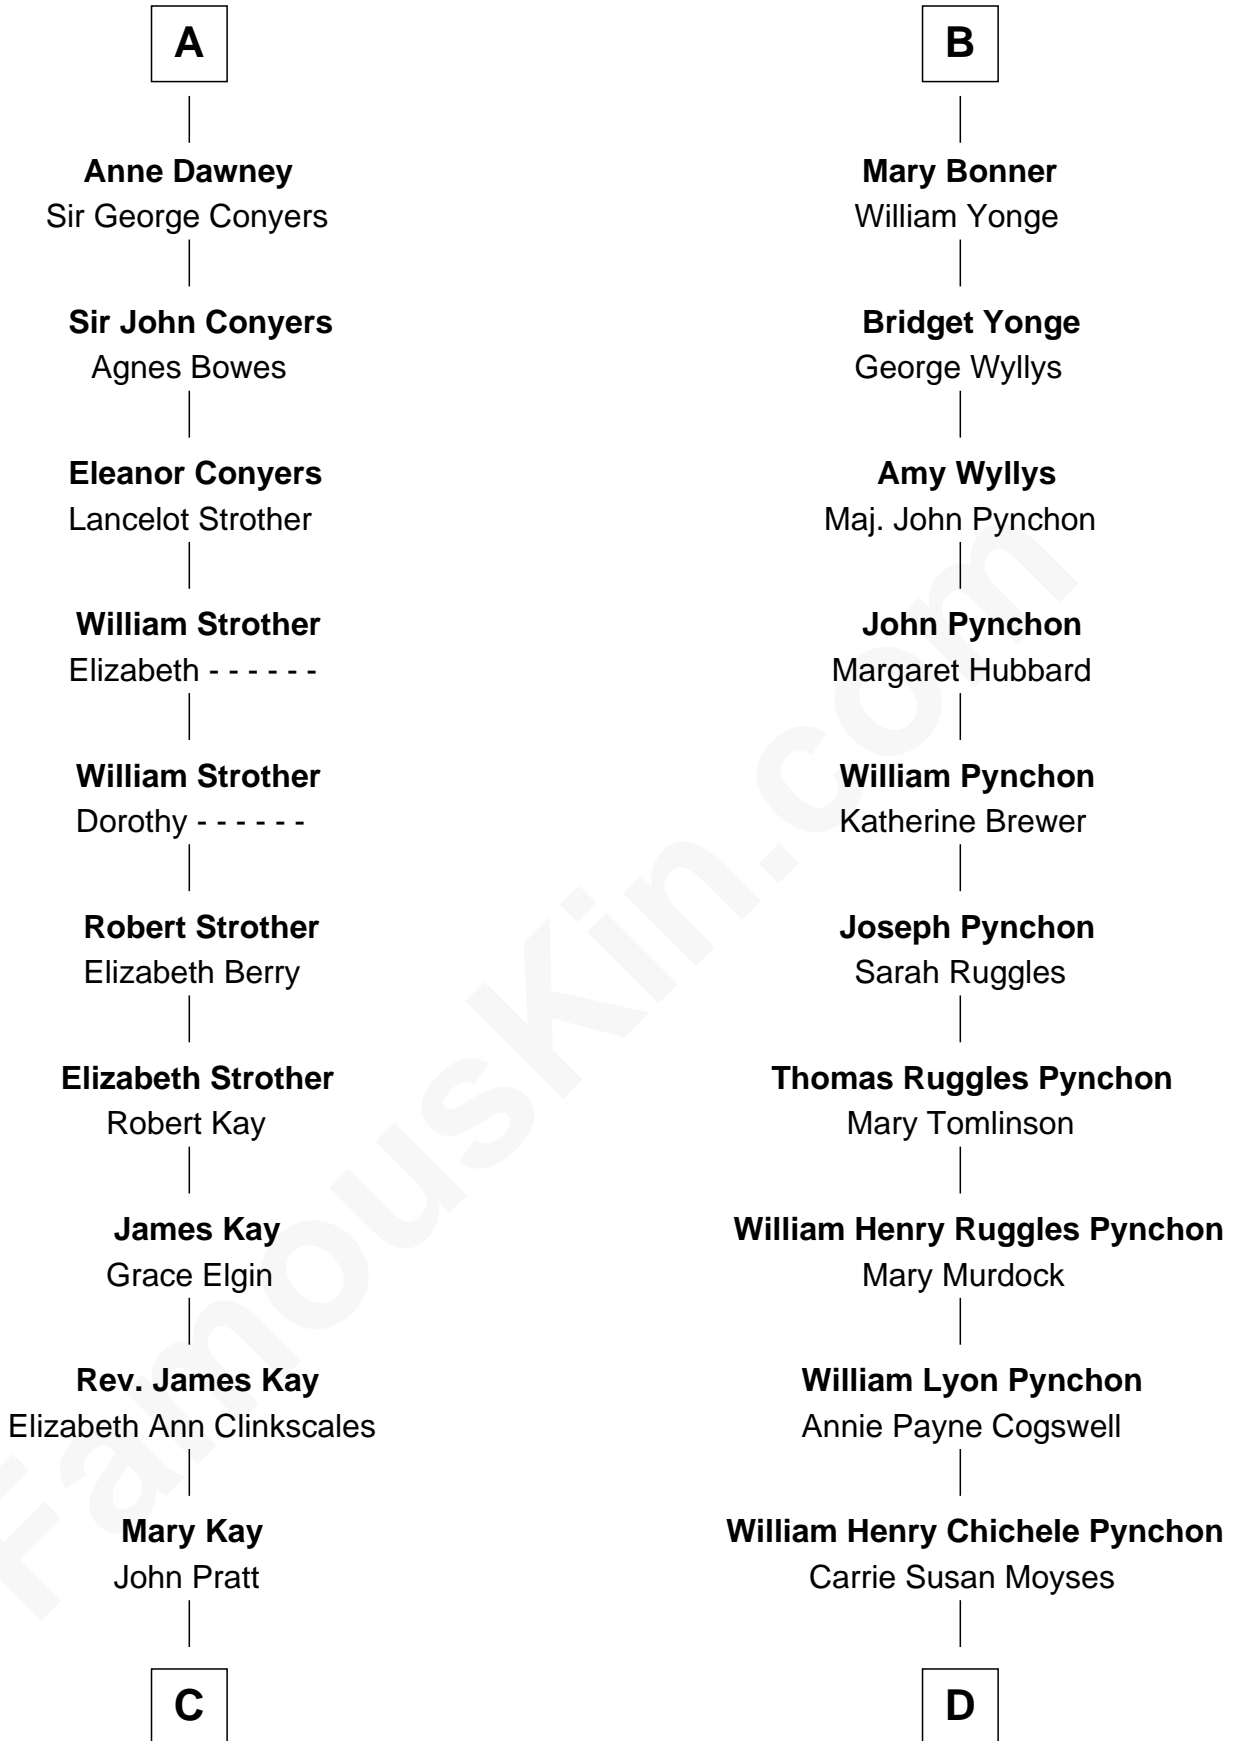 A
Anne Dawney
Sir George Conyers
Sir John Conyers
Agnes Bowes
Eleanor Conyers
Lancelot Strother
William Strother
Elizabeth - - - - - -
William Strother
Dorothy - - - - - -
Robert Strother
Elizabeth Berry
Elizabeth Strother
Robert Kay
James Kay
Grace Elgin
Rev. James Kay
Elizabeth Ann Clinkscales
Mary Kay
John Pratt
C
B
Mary Bonner
William Yonge
Bridget Yonge
George Wyllys
Amy Wyllys
Maj. John Pynchon
John Pynchon
Margaret Hubbard
William Pynchon
Katherine Brewer
Joseph Pynchon
Sarah Ruggles
Thomas Ruggles Pynchon
Mary Tomlinson
William Henry Ruggles Pynchon
Mary Murdock
William Lyon Pynchon
Annie Payne Cogswell
William Henry Chichele Pynchon
Carrie Susan Moyses
D
FamousKin.com